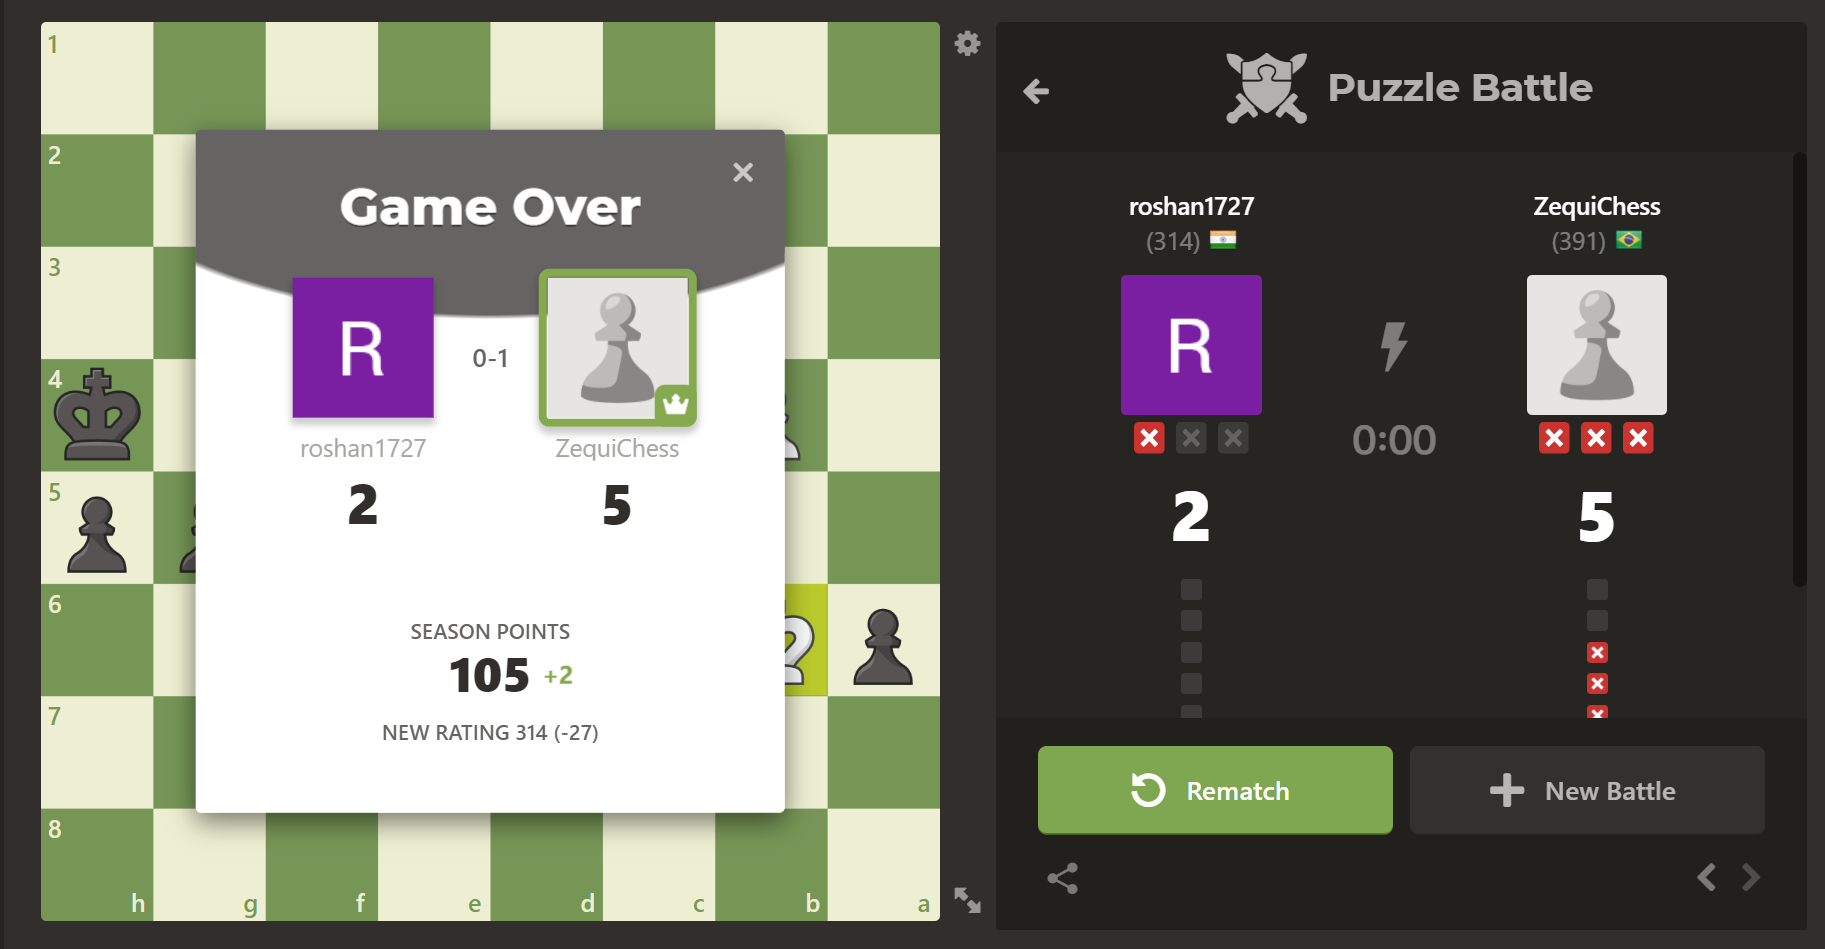 1
2
3
4
5
6
7
8
h
g
f
e
d
c
b
a
Game Over
R
0-1
roshan1727
ZequiChess
2
5
SEASON POINTS
105 +2
NEW RATING 314 (-27)
Puzzle Battle
roshan1727
(314)
ZequiChess
(391)
R
0:00
2
5
Rematch
New Battle